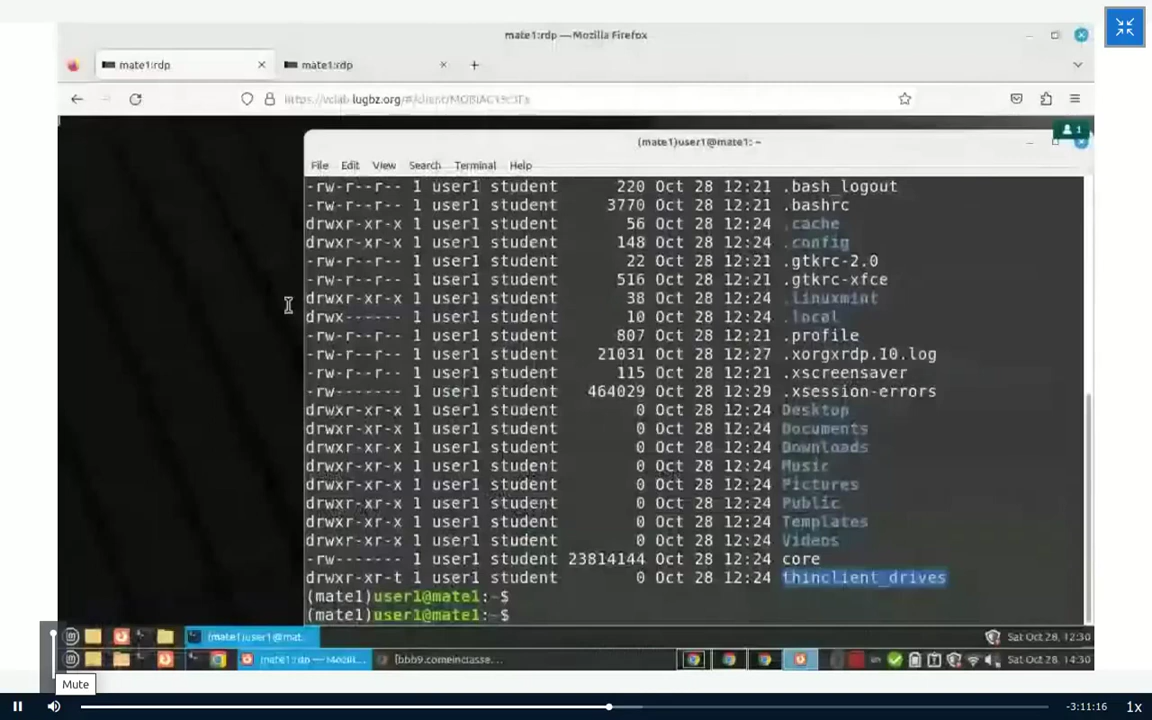 mate1:rdp — Mozilla Firefox
mate1:rdp
mate1:rdp
lugbz.org/#/client/
1
(mate1)user1@mate1: ~
File Edit View Search Terminal Help
-rw-r--r-- 1 user1 student 220 Oct 28 12:21 .bash_logout
-rw-r--r-- 1 user1 student 3770 Oct 28 12:21 .bashrc
drwxr-xr-x 1 user1 student 56 Oct 28 12:24 .cache
drwxr-xr-x 1 user1 student 148 Oct 28 12:24 .config
-rw-r--r-- 1 user1 student 22 Oct 28 12:21 .gtkrc-2.0
-rw-r--r-- 1 user1 student 516 Oct 28 12:21 .gtkrc-xfce
drwxr-xr-x 1 user1 student 38 Oct 28 12:24 .linuxmint
drwx------ 1 user1 student 10 Oct 28 12:24 .local
-rw-r--r-- 1 user1 student 807 Oct 28 12:21 .profile
-rw-r--r-- 1 user1 student 21031 Oct 28 12:27 .xorgxrdp.10.log
-rw-r--r-- 1 user1 student 115 Oct 28 12:21 .xscreensaver
-rw------- 1 user1 student 464029 Oct 28 12:29 .xsession-errors
drwxr-xr-x 1 user1 student 0 Oct 28 12:24 Desktop
drwxr-xr-x 1 user1 student 0 Oct 28 12:24 Documents
drwxr-xr-x 1 user1 student 0 Oct 28 12:24 Downloads
drwxr-xr-x 1 user1 student 0 Oct 28 12:24 Music
drwxr-xr-x 1 user1 student 0 Oct 28 12:24 Pictures
drwxr-xr-x 1 user1 student 0 Oct 28 12:24 Public
drwxr-xr-x 1 user1 student 0 Oct 28 12:24 Templates
drwxr-xr-x 1 user1 student 0 Oct 28 12:24 Videos
-rw------- 1 user1 student 23814144 Oct 28 12:24 core
drwxr-xr-t 1 user1 student 0 Oct 28 12:24 thinclient_drives
(mate1)user1@mate1:~$
(mate1)user1@mate1:~$
(mate1)user1@mat... Sat Oct 28, 12:30
mate1:rdp — Mozill... [bbb9.comeinclasse... Sat Oct 28, 14:30
Mute
-3:11:16 1x